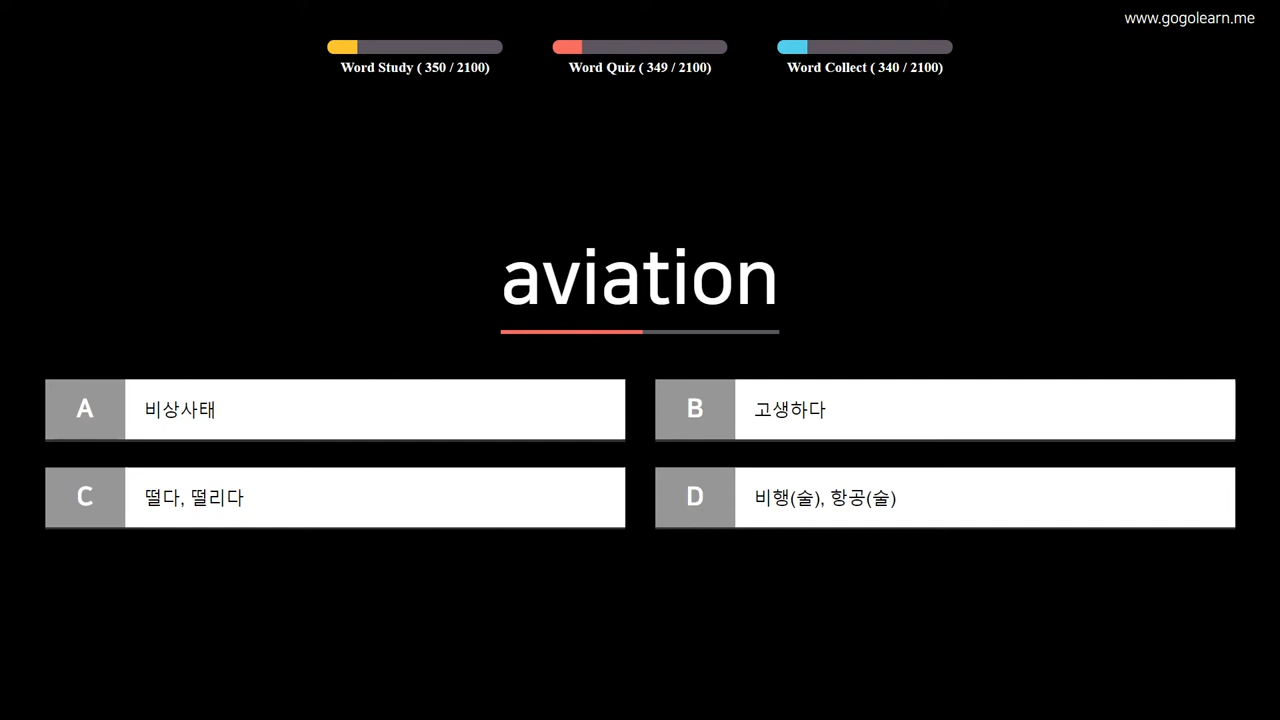 www.gogolearn.me
Word Study ( 350 / 2100)
Word Quiz ( 349 / 2100)
Word Collect ( 340 / 2100)
aviation
A 비상사태
B 고생하다
C 떨다, 떨리다
D 비행(술), 항공(술)